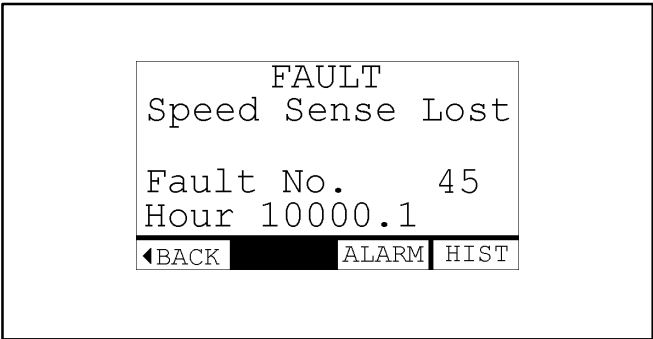 FAULT
Speed Sense Lost
Fault No. 45
Hour 10000.1
◀BACK ALARM HIST